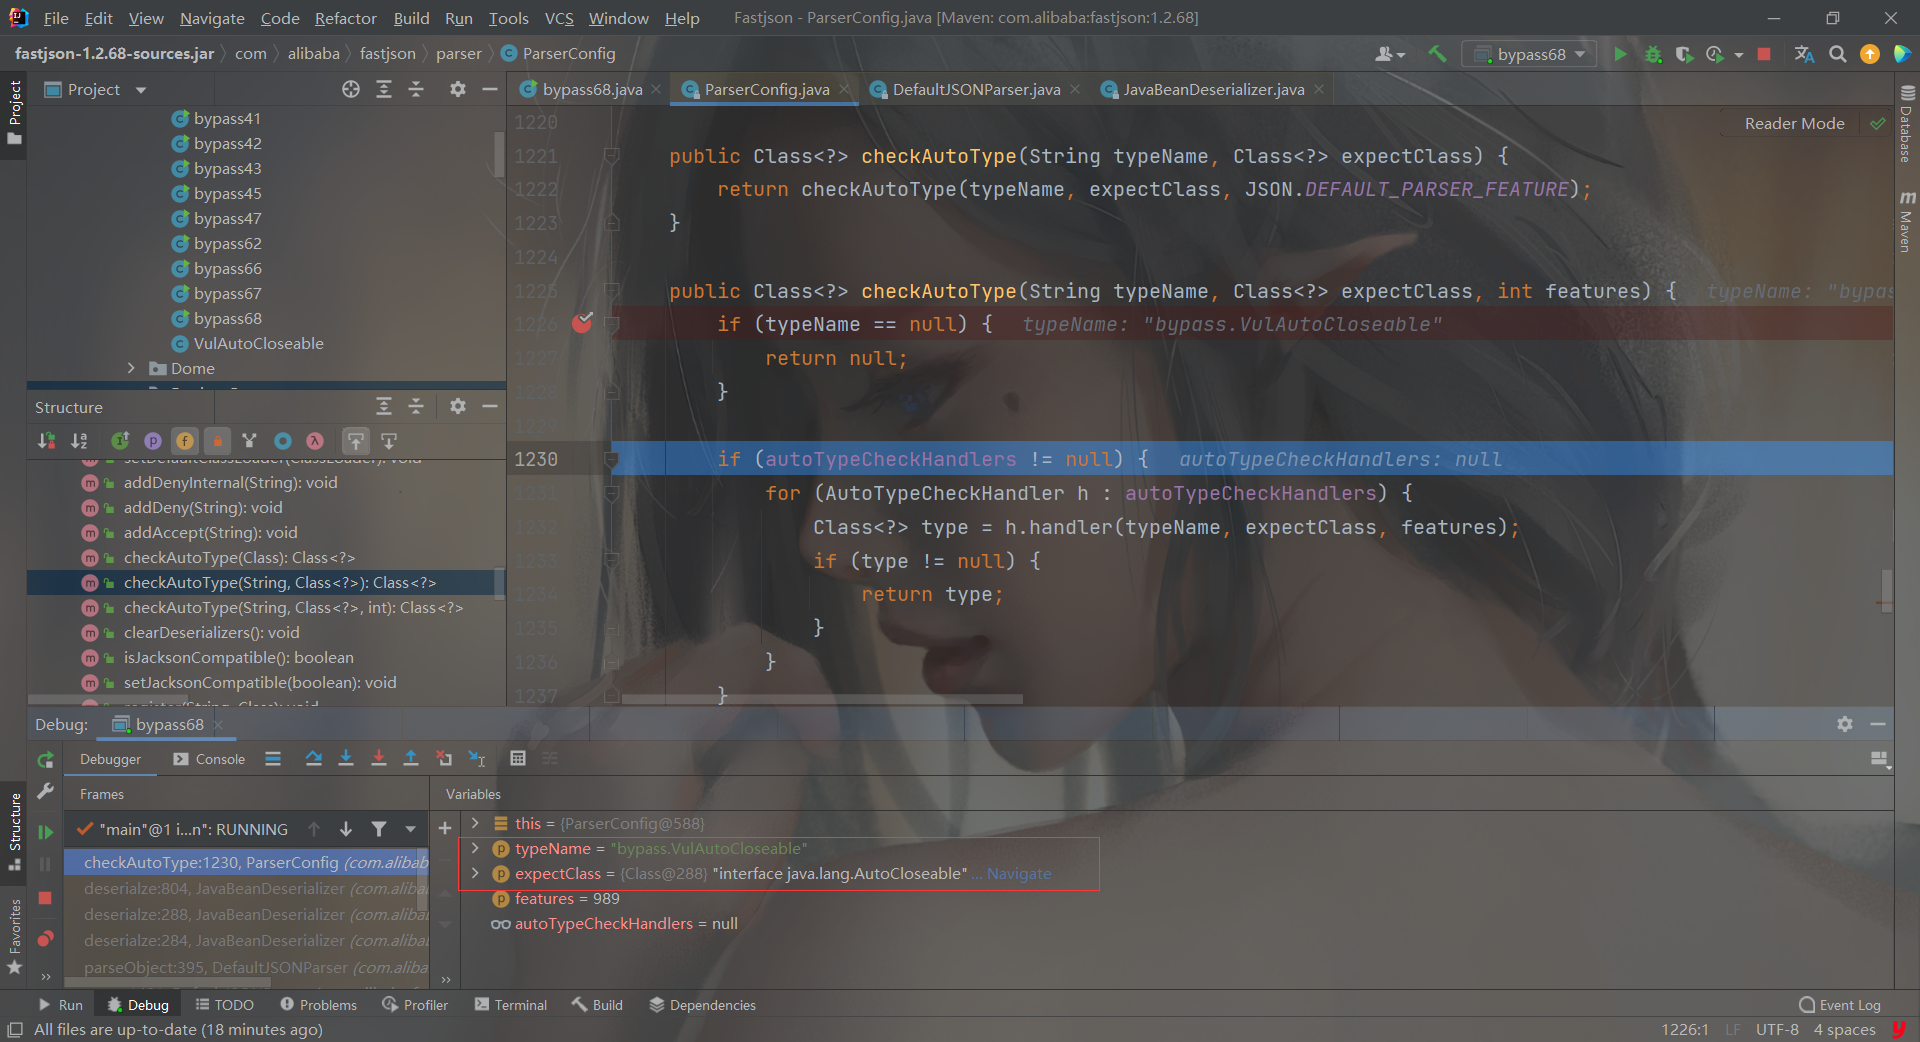 File Edit View Navigate Code Refactor Build Run Tools VCS Window Help Fastjson - ParserConfig.java [Maven: com.alibaba:fastjson:1.2.68]
fastjson-1.2.68-sources.jar com alibaba fastjson parser ParserConfig bypass68
Project
Project
bypass68.java ParserConfig.java DefaultJSONParser.java JavaBeanDeserializer.java
bypass41
bypass42
bypass43
bypass45
bypass47
bypass62
bypass66
bypass67
bypass68
VulAutoCloseable
Dome
Structure
setDefaultClassLoader(ClassLoader): void
addDenyInternal(String): void
addDeny(String): void
addAccept(String): void
checkAutoType(Class): Class<?>
checkAutoType(String, Class<?>): Class<?>
checkAutoType(String, Class<?>, int): Class<?>
clearDeserializers(): void
isJacksonCompatible(): boolean
setJacksonCompatible(boolean): void
register(String, Class): void
Reader Mode
Database
Maven
1220
1221 public Class<?> checkAutoType(String typeName, Class<?> expectClass) {
1222 return checkAutoType(typeName, expectClass, JSON.DEFAULT_PARSER_FEATURE);
1223 }
1224
1225 public Class<?> checkAutoType(String typeName, Class<?> expectClass, int features) { typeName: "bypas
1226 if (typeName == null) { typeName: "bypass.VulAutoCloseable"
1227 return null;
1228 }
1229
1230 if (autoTypeCheckHandlers != null) { autoTypeCheckHandlers: null
1231 for (AutoTypeCheckHandler h : autoTypeCheckHandlers) {
1232 Class<?> type = h.handler(typeName, expectClass, features);
1233 if (type != null) {
1234 return type;
1235 }
1236 }
1237 }
Debug: bypass68
Debugger Console
Frames
"main"@1 i...n": RUNNING
checkAutoType:1230, ParserConfig (com.alibab
deserialze:804, JavaBeanDeserializer (com.alib
deserialze:288, JavaBeanDeserializer (com.alib
deserialze:284, JavaBeanDeserializer (com.alib
parseObject:395, DefaultJSONParser (com.aliba
Variables
this = {ParserConfig@588}
typeName = "bypass.VulAutoCloseable"
expectClass = {Class@288} "interface java.lang.AutoCloseable" ... Navigate
features = 989
autoTypeCheckHandlers = null
Structure
Favorites
Run Debug TODO Problems Profiler Terminal Build Dependencies Event Log
All files are up-to-date (18 minutes ago) 1226:1 LF UTF-8 4 spaces